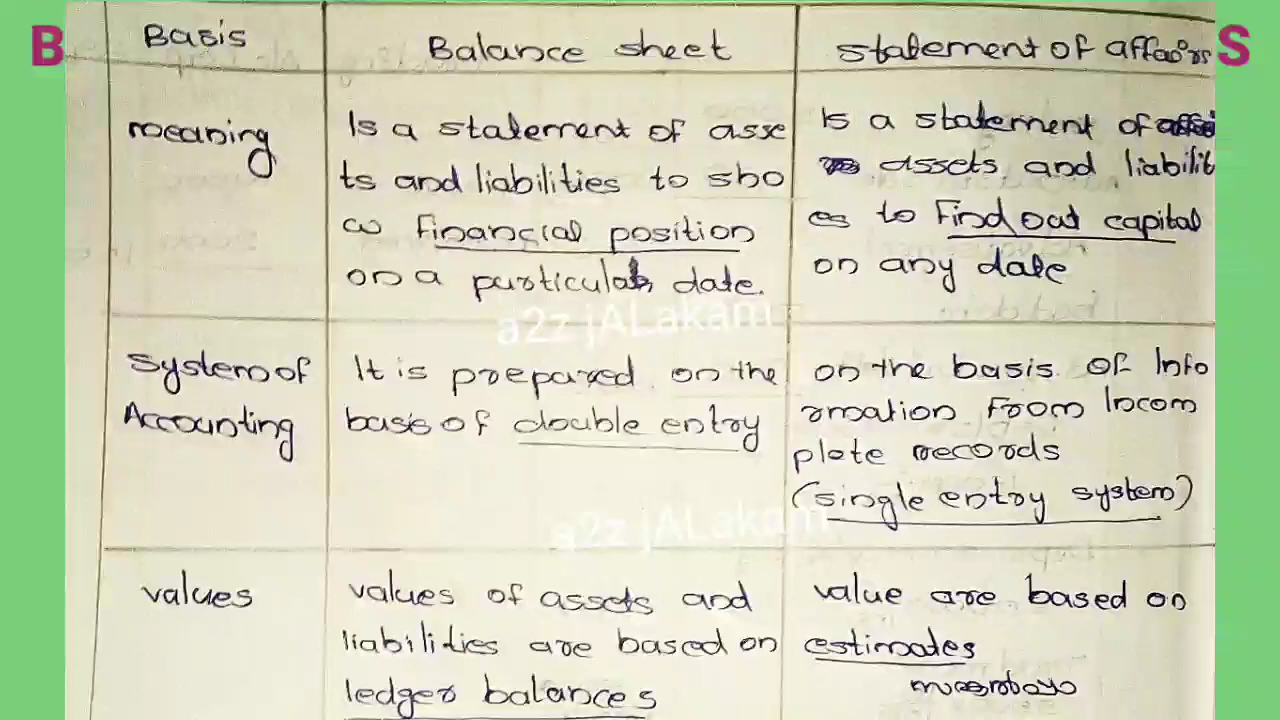 B
S
Basis
Balance sheet
statement of affairs
meaning
Is a statement of asse
ts and liabilities to sho
w financial position
on a particular date.
Is a statement of
assets and liabilit
es to find out capital
on any date
system of
Accounting
It is prepared on the
basis of double entry
on the basis of Info
rmation from Incom
plete records
(single entry system)
values
values of assets and
liabilities are based on
ledger balances
value are based on
estimates
a2z jALakam
a2z jALakam